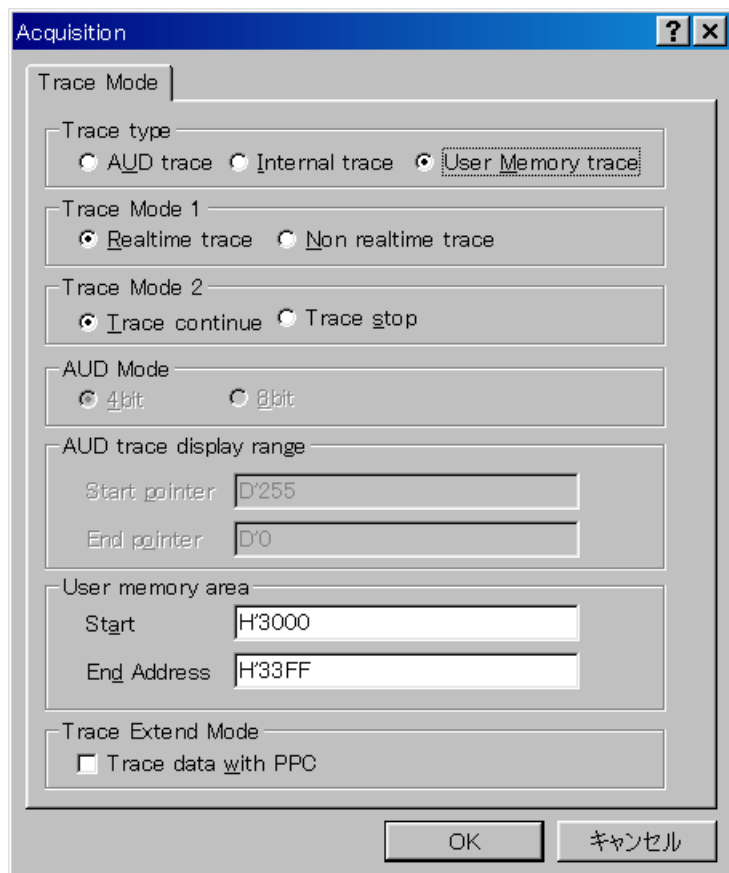 Acquisition
Trace Mode
Trace type
AUD trace Internal trace User Memory trace
Trace Mode 1
Realtime trace Non realtime trace
Trace Mode 2
Trace continue Trace stop
AUD Mode
4bit 8bit
AUD trace display range
Start pointer D'255
End pointer D'0
User memory area
Start H'3000
End Address H'33FF
Trace Extend Mode
Trace data with PPC
OK キャンセル